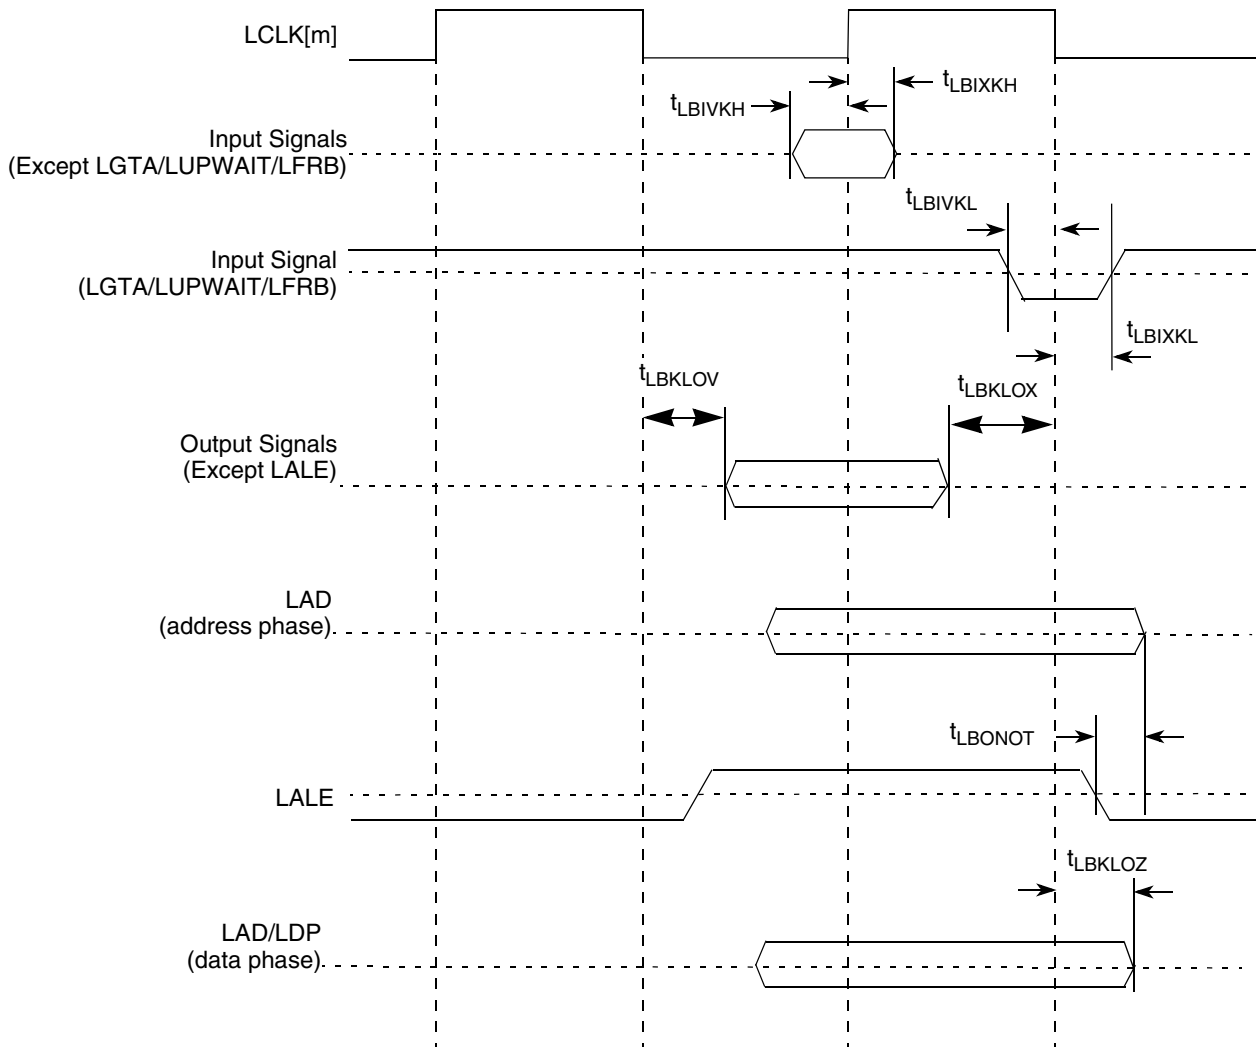 LCLK[m]
tLBIXKH
tLBIVKH
Input Signals
(Except LGTA/LUPWAIT/LFRB)
tLBIVKL
Input Signal
(LGTA/LUPWAIT/LFRB)
tLBIXKL
tLBKLOV
tLBKLOX
Output Signals
(Except LALE)
LAD
(address phase)
tLBONOT
LALE
tLBKLOZ
LAD/LDP
(data phase)